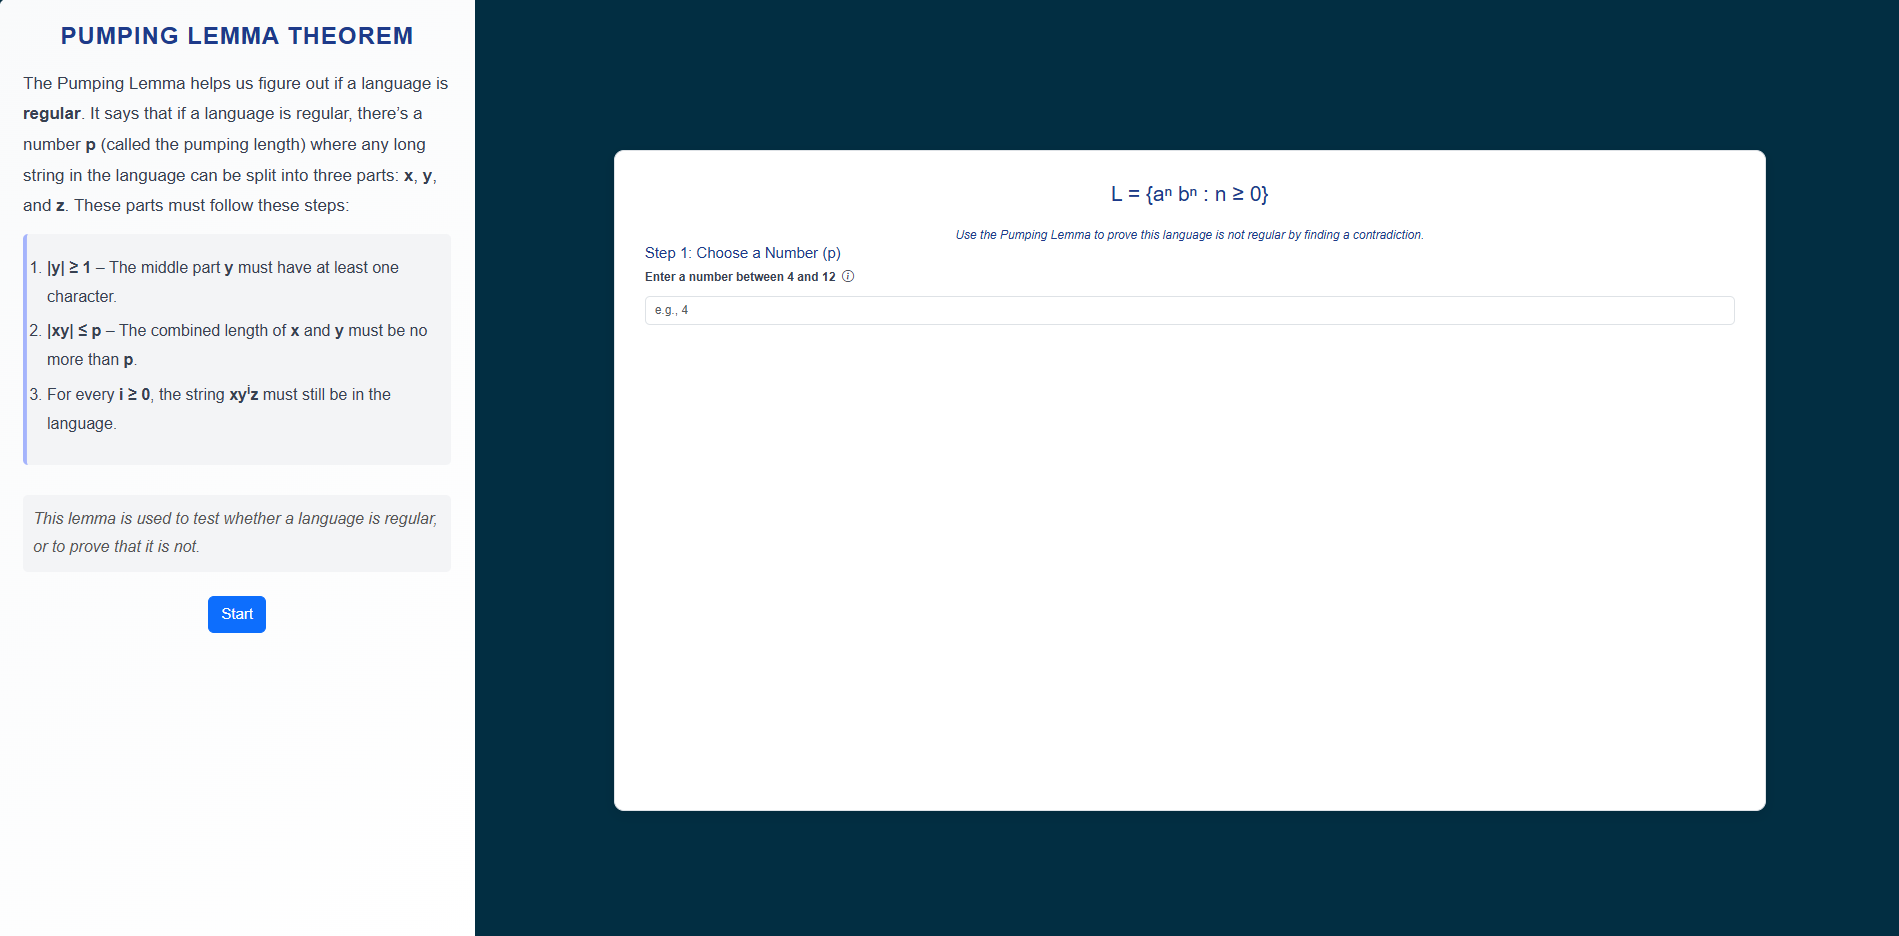 PUMPING LEMMA THEOREM
The Pumping Lemma helps us figure out if a language is
regular. It says that if a language is regular, there’s a
number p (called the pumping length) where any long
string in the language can be split into three parts: x, y,
and z. These parts must follow these steps:
1. |y| ≥ 1 – The middle part y must have at least one
character.
2. |xy| ≤ p – The combined length of x and y must be no
more than p.
3. For every i ≥ 0, the string xyⁱz must still be in the
language.
This lemma is used to test whether a language is regular,
or to prove that it is not.
Start
L = {aⁿ bⁿ : n ≥ 0}
Use the Pumping Lemma to prove this language is not regular by finding a contradiction.
Step 1: Choose a Number (p)
Enter a number between 4 and 12
e.g., 4